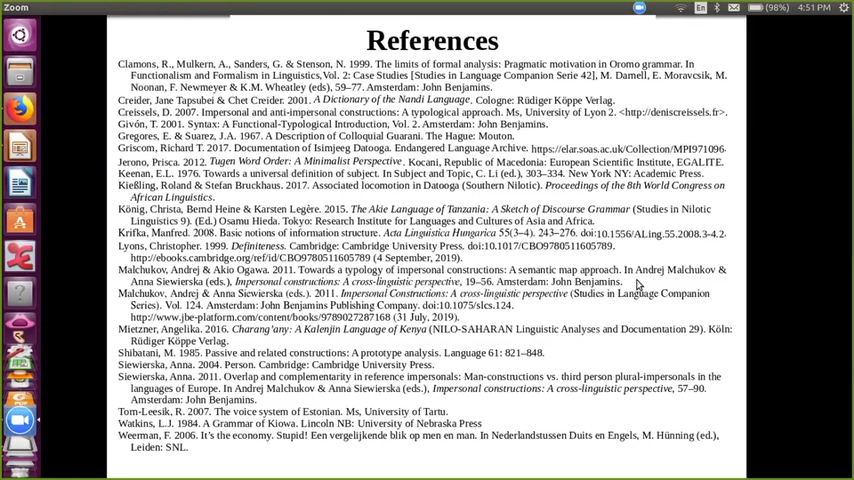 Zoom
En
(98%)
4:51 PM
References
Clamons, R., Mulkern, A., Sanders, G. & Stenson, N. 1999. The limits of formal analysis: Pragmatic motivation in Oromo grammar. In
Functionalism and Formalism in Linguistics,Vol. 2: Case Studies [Studies in Language Companion Serie 42], M. Darnell, E. Moravcsik, M.
Noonan, F. Newmeyer & K.M. Wheatley (eds), 59–77. Amsterdam: John Benjamins.
Creider, Jane Tapsubei & Chet Creider. 2001. A Dictionary of the Nandi Language. Cologne: Rüdiger Köppe Verlag.
Creissels, D. 2007. Impersonal and anti-impersonal constructions: A typological approach. Ms, University of Lyon 2. <http://deniscreissels.fr>.
Givón, T. 2001. Syntax: A Functional-Typological Introduction, Vol. 2. Amsterdam: John Benjamins.
Gregores, E. & Suarez, J.A. 1967. A Description of Colloquial Guarani. The Hague: Mouton.
Griscom, Richard T. 2017. Documentation of Isimjeeg Datooga. Endangered Language Archive. https://elar.soas.ac.uk/Collection/MPI971096.
Jerono, Prisca. 2012. Tugen Word Order: A Minimalist Perspective. Kocani, Republic of Macedonia: European Scientific Institute, EGALITE.
Keenan, E.L. 1976. Towards a universal definition of subject. In Subject and Topic, C. Li (ed.), 303–334. New York NY: Academic Press.
Kießling, Roland & Stefan Bruckhaus. 2017. Associated locomotion in Datooga (Southern Nilotic). Proceedings of the 8th World Congress on
African Linguistics.
König, Christa, Bernd Heine & Karsten Legère. 2015. The Akie Language of Tanzania: A Sketch of Discourse Grammar (Studies in Nilotic
Linguistics 9). (Ed.) Osamu Hieda. Tokyo: Research Institute for Languages and Cultures of Asia and Africa.
Krifka, Manfred. 2008. Basic notions of information structure. Acta Linguistica Hungarica 55(3–4). 243–276. doi:10.1556/ALing.55.2008.3-4.2.
Lyons, Christopher. 1999. Definiteness. Cambridge: Cambridge University Press. doi:10.1017/CBO9780511605789.
http://ebooks.cambridge.org/ref/id/CBO9780511605789 (4 September, 2019).
Malchukov, Andrej & Akio Ogawa. 2011. Towards a typology of impersonal constructions: A semantic map approach. In Andrej Malchukov &
Anna Siewierska (eds.), Impersonal constructions: A cross-linguistic perspective, 19–56. Amsterdam: John Benjamins.
Malchukov, Andrej & Anna Siewierska (eds.). 2011. Impersonal Constructions: A cross-linguistic perspective (Studies in Language Companion
Series). Vol. 124. Amsterdam: John Benjamins Publishing Company. doi:10.1075/slcs.124.
http://www.jbe-platform.com/content/books/9789027287168 (31 July, 2019).
Mietzner, Angelika. 2016. Charang'any: A Kalenjin Language of Kenya (NILO-SAHARAN Linguistic Analyses and Documentation 29). Köln:
Rüdiger Köppe Verlag.
Shibatani, M. 1985. Passive and related constructions: A prototype analysis. Language 61: 821–848.
Siewierska, Anna. 2004. Person. Cambridge: Cambridge University Press.
Siewierska, Anna. 2011. Overlap and complementarity in reference impersonals: Man-constructions vs. third person plural-impersonals in the
languages of Europe. In Andrej Malchukov & Anna Siewierska (eds.), Impersonal constructions: A cross-linguistic perspective, 57–90.
Amsterdam: John Benjamins.
Torn-Leesik, R. 2007. The voice system of Estonian. Ms, University of Tartu.
Watkins, L.J. 1984. A Grammar of Kiowa. Lincoln NB: University of Nebraska Press
Weerman, F. 2006. It's the economy. Stupid! Een vergelijkende blik op men en man. In Nederlandstussen Duits en Engels, M. Hünning (ed.),
Leiden: SNL.